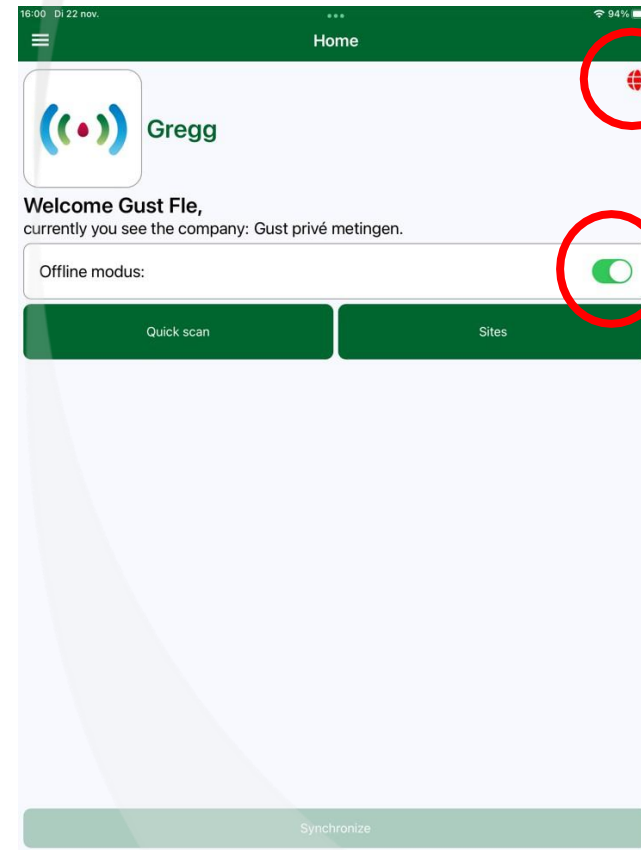 16:00 Di 22 nov.
94%
Home
Gregg
Welcome Gust Fle,
currently you see the company: Gust privé metingen.
Offline modus:
Quick scan
Sites
Synchronize